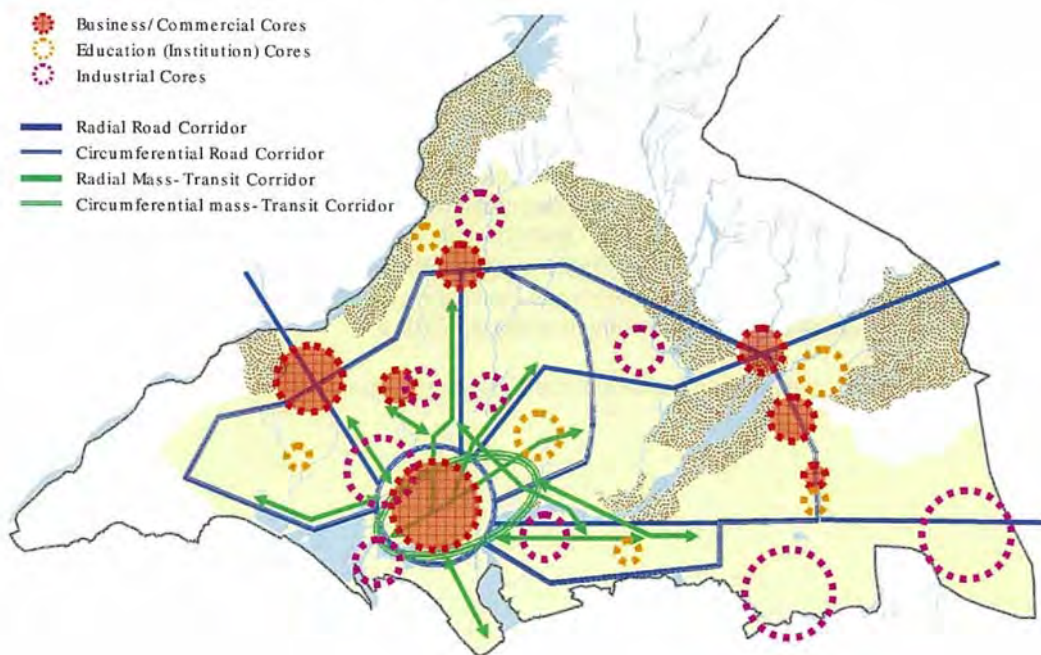 Business/Commercial Cores
Education (Institution) Cores
Industrial Cores
Radial Road Corridor
Circumferential Road Corridor
Radial Mass-Transit Corridor
Circumferential mass-Transit Corridor